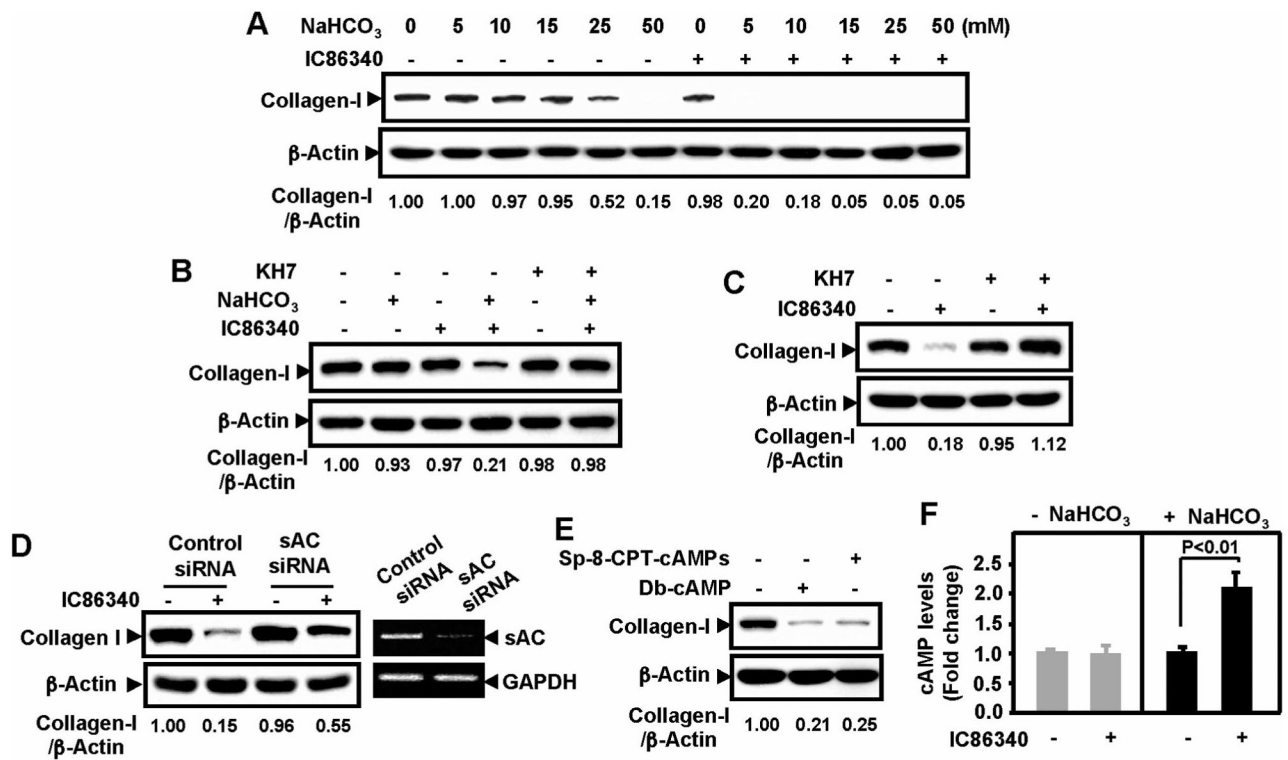 A
NaHCO3 0 5 10 15 25 50 0 5 10 15 25 50 (mM)
IC86340 - - - - - - + + + + + +
Collagen-I
β-Actin
Collagen-I
/β-Actin
1.00 1.00 0.97 0.95 0.52 0.15 0.98 0.20 0.18 0.05 0.05 0.05
B
KH7 - - - - + +
NaHCO3 - + - + - +
IC86340 - - + + - +
Collagen-I
β-Actin
Collagen-I
/β-Actin
1.00 0.93 0.97 0.21 0.98 0.98
C
KH7 - - + +
IC86340 - + - +
Collagen-I
β-Actin
Collagen-I
/β-Actin
1.00 0.18 0.95 1.12
D
Control
siRNA
sAC
siRNA
IC86340 - + - +
Collagen I
β-Actin
Collagen-I
/β-Actin
1.00 0.15 0.96 0.55
Control
siRNA
sAC
siRNA
sAC
GAPDH
E
Sp-8-CPT-cAMPs - - +
Db-cAMP - + -
Collagen-I
β-Actin
Collagen-I
/β-Actin
1.00 0.21 0.25
F
- NaHCO3 + NaHCO3
P<0.01
cAMP levels
(Fold change)
2.5
2.0
1.5
1.0
0.5
0.0
IC86340 - + - +